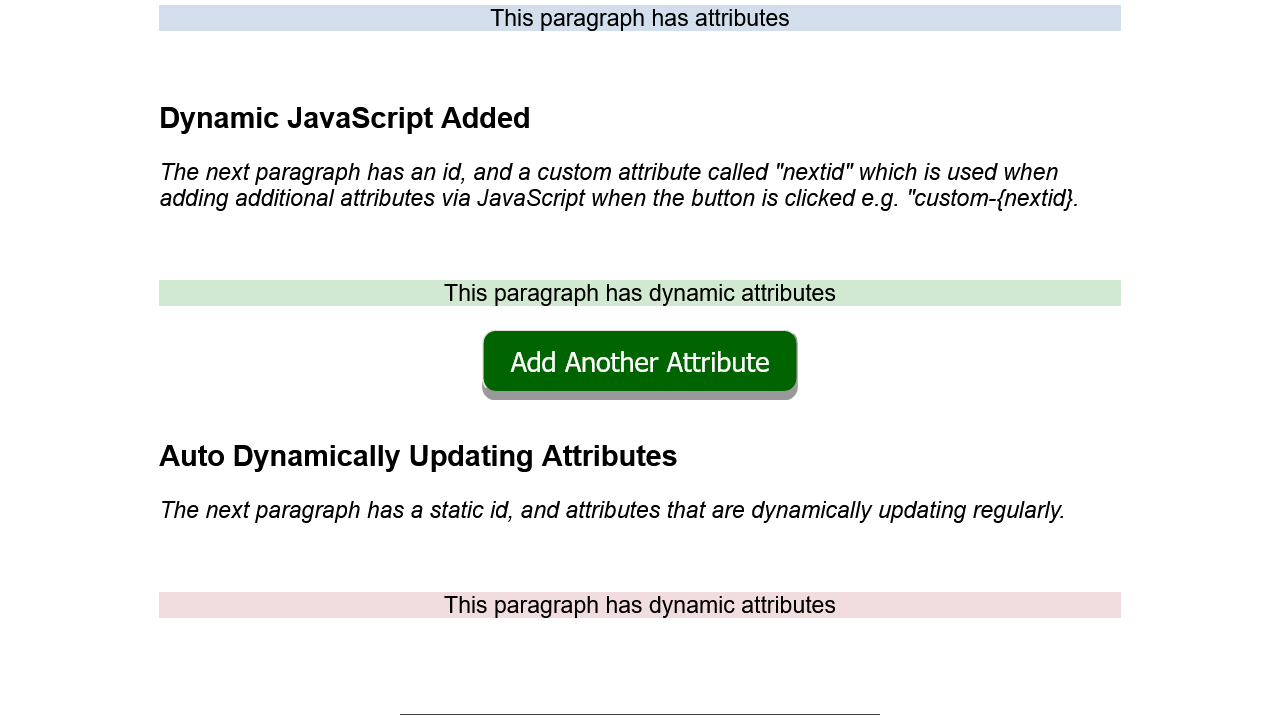 This paragraph has attributes
Dynamic JavaScript Added
The next paragraph has an id, and a custom attribute called "nextid" which is used when
adding additional attributes via JavaScript when the button is clicked e.g. "custom-{nextid}.
This paragraph has dynamic attributes
Add Another Attribute
Auto Dynamically Updating Attributes
The next paragraph has a static id, and attributes that are dynamically updating regularly.
This paragraph has dynamic attributes